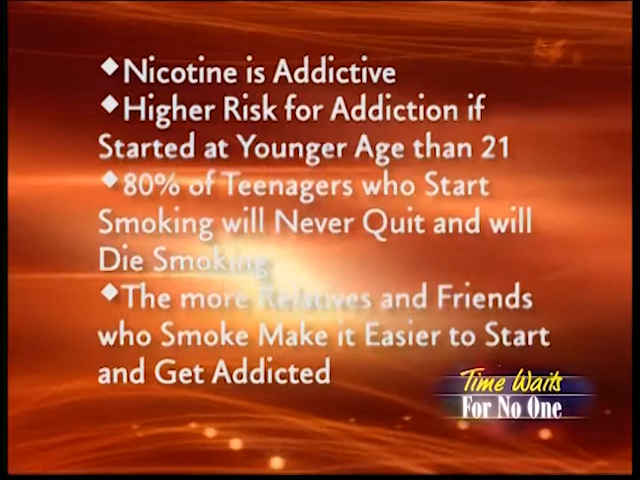 ◆Nicotine is Addictive
◆Higher Risk for Addiction if
Started at Younger Age than 21
◆80% of Teenagers who Start
Smoking will Never Quit and will
Die Smoking
◆The more Relatives and Friends
who Smoke Make it Easier to Start
and Get Addicted
Time Waits
For No One